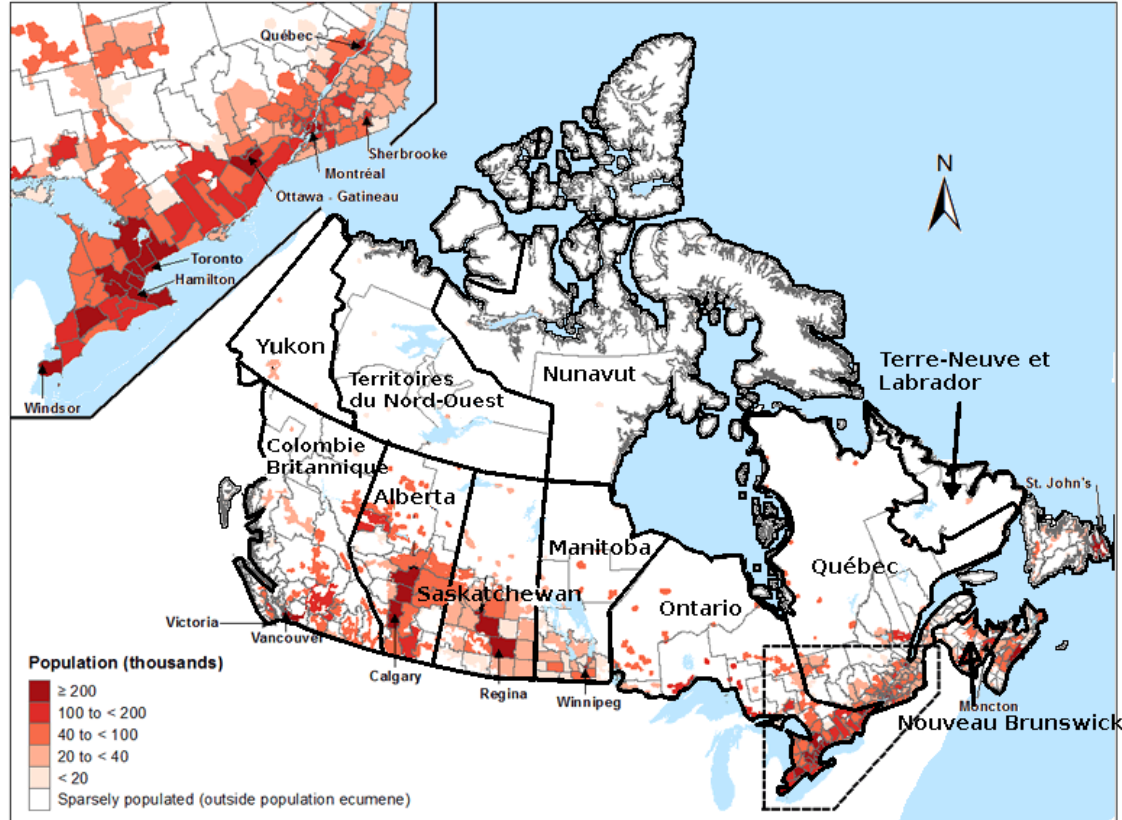 Québec
Sherbrooke
Montréal
Ottawa - Gatineau
Toronto
Hamilton
Windsor
N
Yukon
Territoires
du Nord-Ouest
Nunavut
Terre-Neuve et
Labrador
Colombie
Britannique
Alberta
St. John's
Manitoba
Québec
Saskatchewan
Ontario
Victoria
Vancouver
Calgary
Regina
Winnipeg
Moncton
Nouveau Brunswick
Population (thousands)
≥ 200
100 to < 200
40 to < 100
20 to < 40
< 20
Sparsely populated (outside population ecumene)